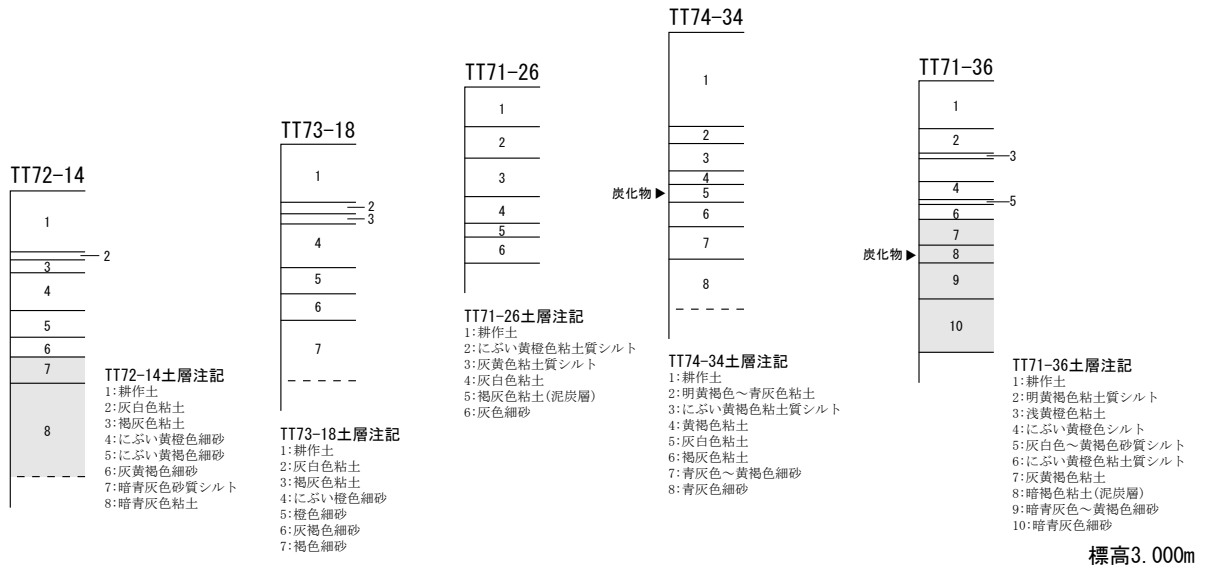 TT72-14
1
2
3
4
5
6
7
8
TT72-14土層注記
1:耕作土
2:灰白色粘土
3:褐灰色粘土
4:にぶい黄橙色細砂
5:にぶい黄褐色細砂
6:灰黄褐色細砂
7:暗青灰色砂質シルト
8:暗青灰色粘土
TT73-18
1
2
3
4
5
6
7
TT73-18土層注記
1:耕作土
2:灰白色粘土
3:褐灰色粘土
4:にぶい橙色細砂
5:橙色細砂
6:灰褐色細砂
7:褐色細砂
TT71-26
1
2
3
4
5
6
TT71-26土層注記
1:耕作土
2:にぶい黄橙色粘土質シルト
3:灰黄色粘土質シルト
4:灰白色粘土
5:褐灰色粘土(泥炭層)
6:灰色細砂
TT74-34
1
2
3
4
炭化物▶
5
6
7
8
TT74-34土層注記
1:耕作土
2:明黄褐色～青灰色粘土
3:にぶい黄褐色粘土質シルト
4:黄褐色粘土
5:灰白色粘土
6:褐灰色粘土
7:青灰色～黄褐色細砂
8:青灰色細砂
TT71-36
1
2
3
4
5
6
7
炭化物▶
8
9
10
TT71-36土層注記
1:耕作土
2:明黄褐色粘土質シルト
3:浅黄橙色粘土
4:にぶい黄橙色シルト
5:灰白色～黄褐色砂質シルト
6:にぶい黄橙色粘土質シルト
7:灰黄褐色粘土
8:暗褐色粘土(泥炭層)
9:暗青灰色～黄褐色細砂
10:暗青灰色細砂
標高3.000m